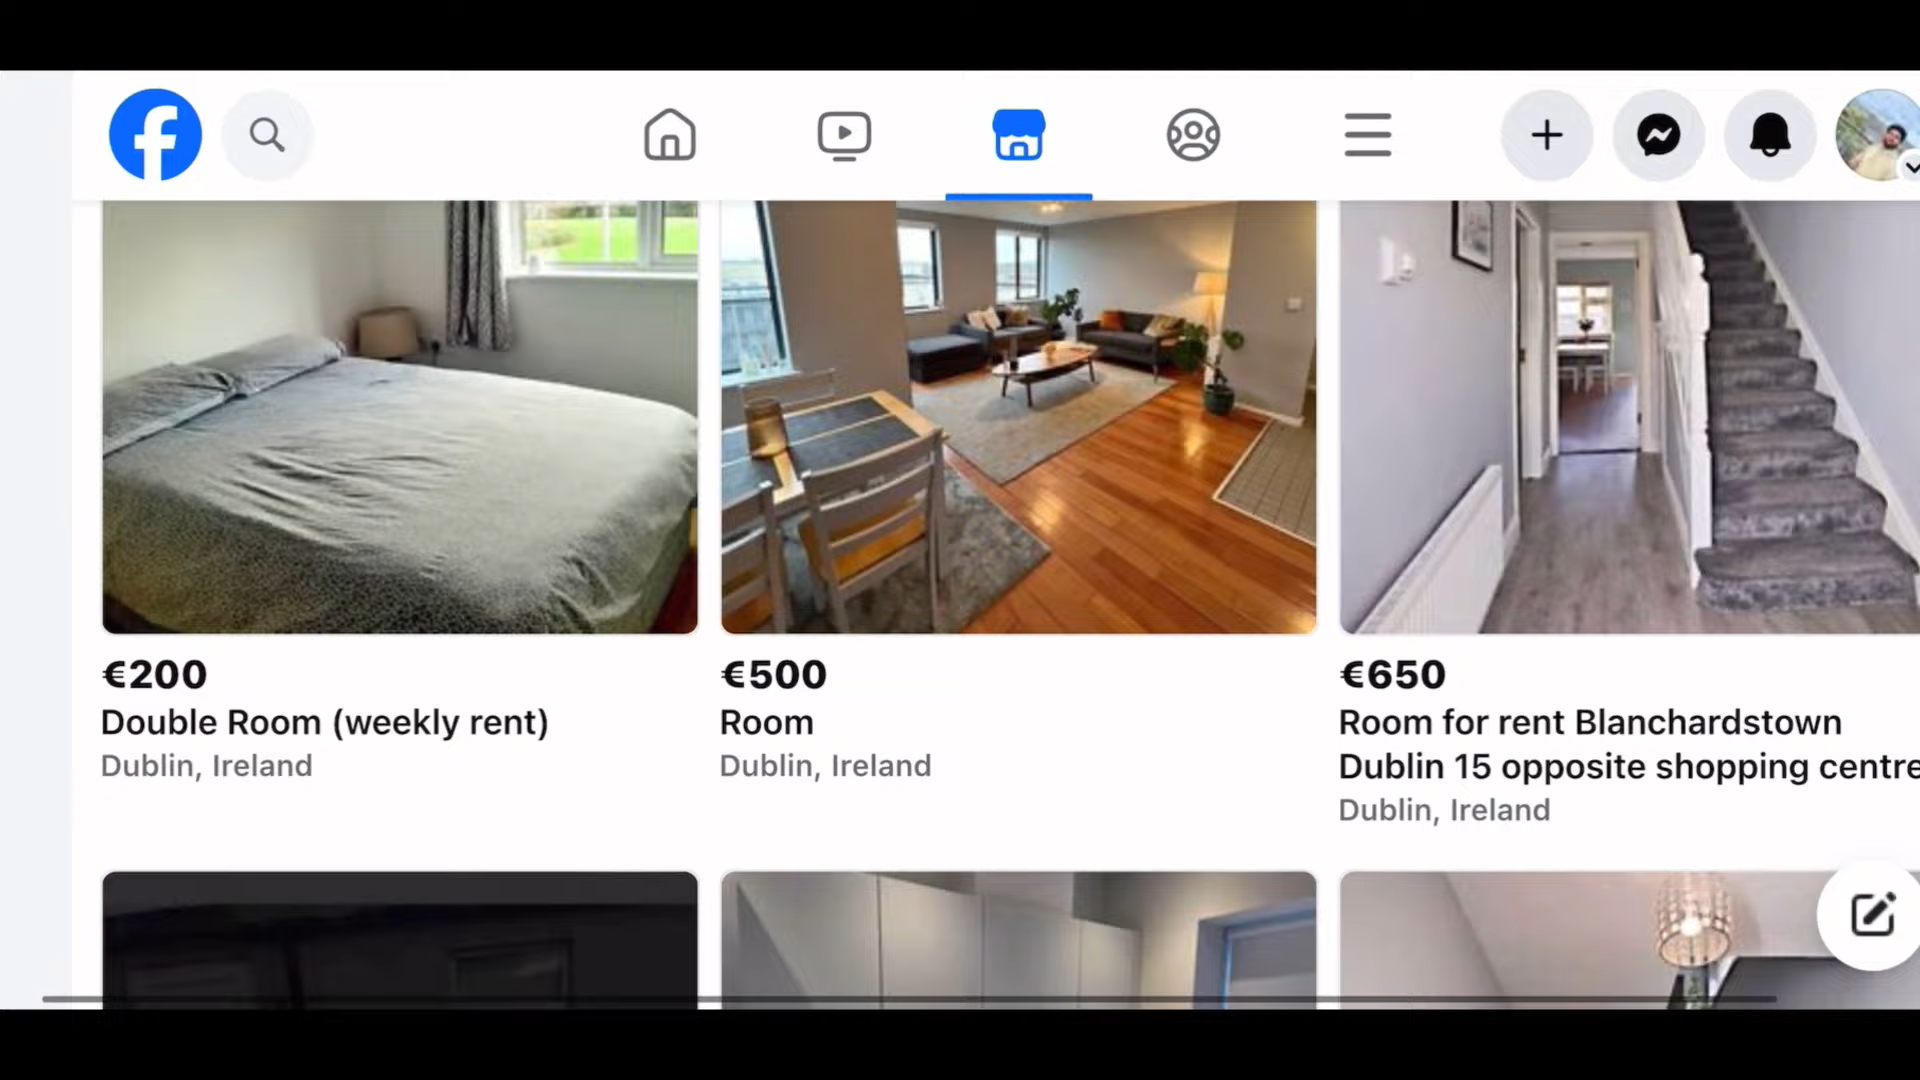 €200
Double Room (weekly rent)
Dublin, Ireland
€500
Room
Dublin, Ireland
€650
Room for rent Blanchardstown
Dublin 15 opposite shopping centre
Dublin, Ireland